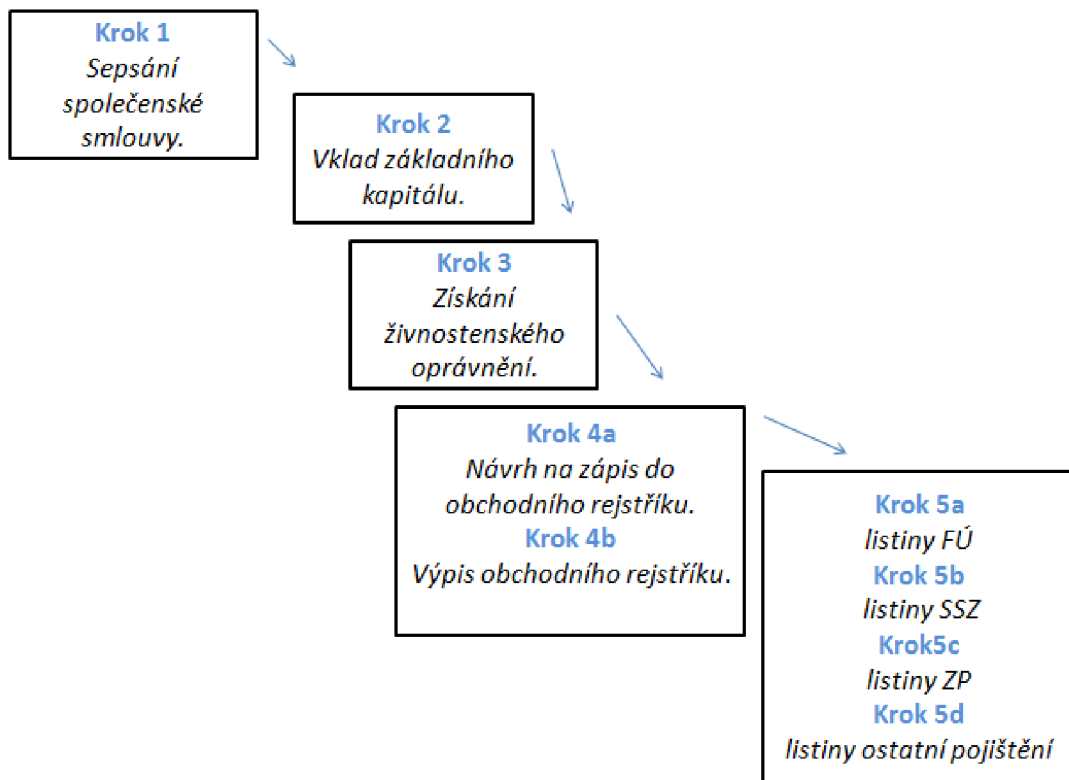 Krok 1
Sepsání
společenské
smlouvy.
Krok 2
Vklad základního
kapitálu.
Krok 3
Získání
živnostenského
oprávnění.
Krok 4a
Návrh na zápis do
obchodního rejstříku.
Krok 4b
Výpis obchodního rejstříku.
Krok 5a
listiny FÚ
Krok 5b
listiny SSZ
Krok5c
listiny ZP
Krok 5d
listiny ostatní pojištění